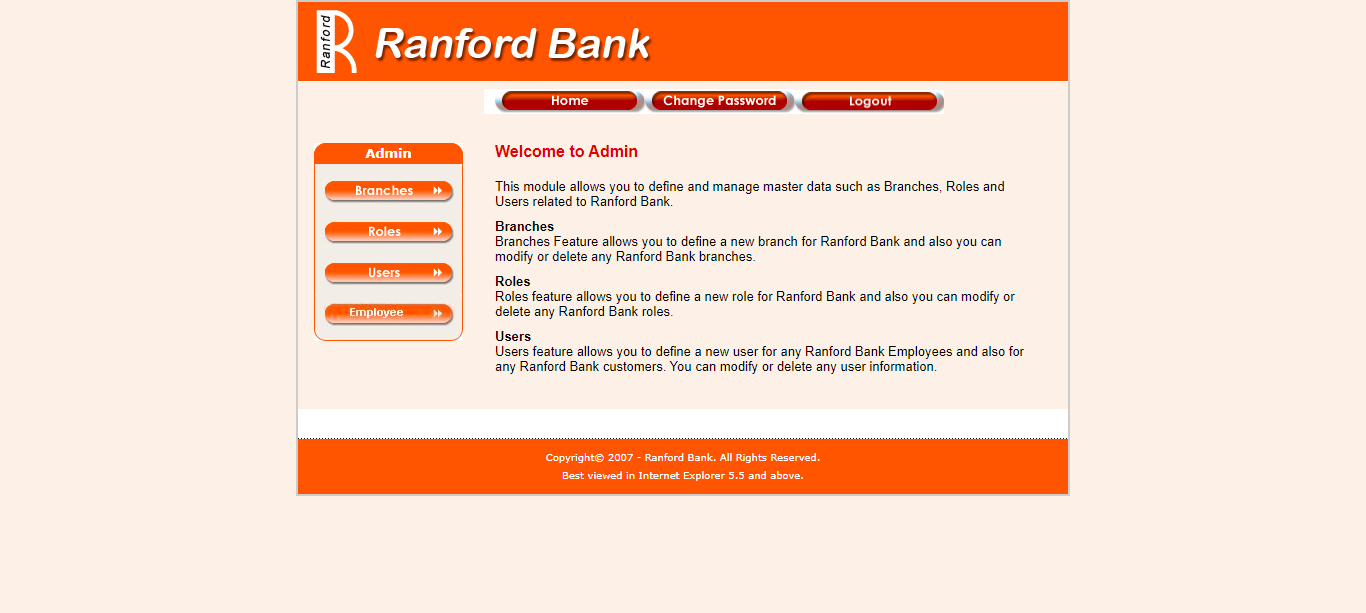 Ranford
Ranford Bank
Home
Change Password
Logout
Admin
Branches
Roles
Users
Employee
Welcome to Admin
This module allows you to define and manage master data such as Branches, Roles and
Users related to Ranford Bank.
Branches
Branches Feature allows you to define a new branch for Ranford Bank and also you can
modify or delete any Ranford Bank branches.
Roles
Roles feature allows you to define a new role for Ranford Bank and also you can modify or
delete any Ranford Bank roles.
Users
Users feature allows you to define a new user for any Ranford Bank Employees and also for
any Ranford Bank customers. You can modify or delete any user information.
Copyright© 2007 - Ranford Bank. All Rights Reserved.
Best viewed in Internet Explorer 5.5 and above.